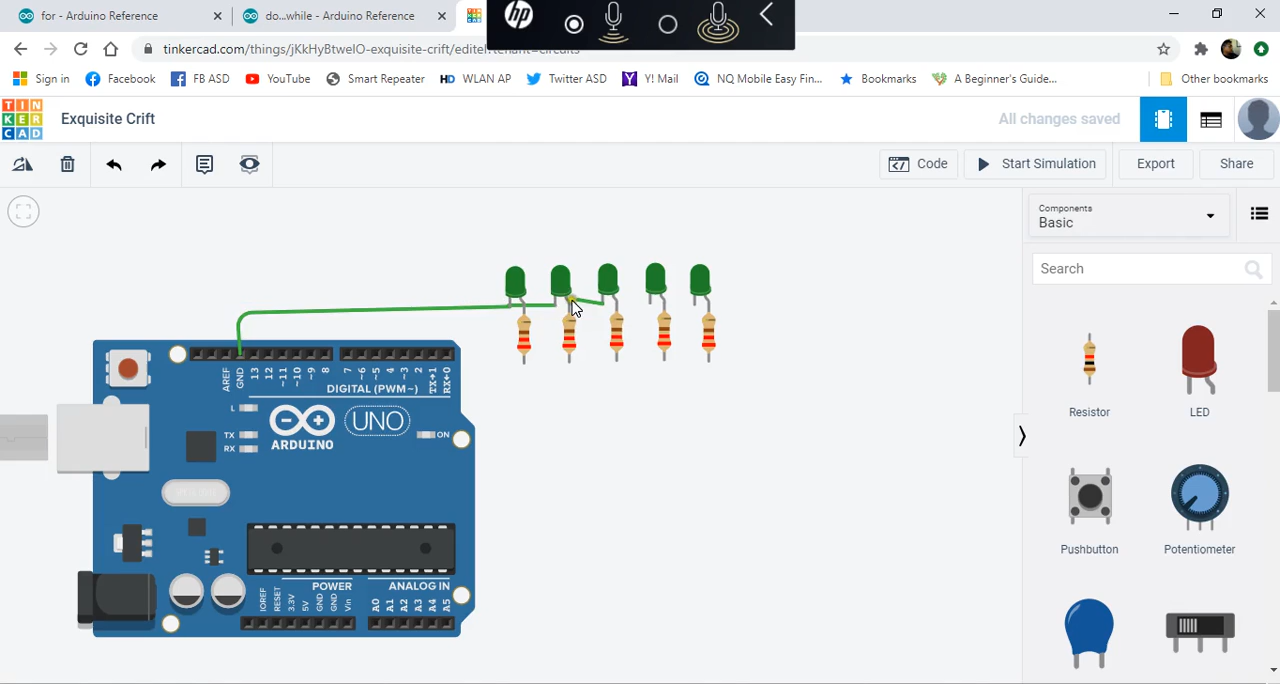 for - Arduino Reference
do...while - Arduino Reference
hp
tinkercad.com/things/jKkHyBtwelO-exquisite-crift/editel?tenant=circuits
Sign in
Facebook
FB ASD
YouTube
Smart Repeater
HD WLAN AP
Twitter ASD
Y! Mail
IQ Mobile Easy Fin...
Bookmarks
A Beginner's Guide...
Other bookmarks
TIN
KER
CAD
Exquisite Crift
All changes saved
Code
Start Simulation
Export
Share
Components
Basic
Search
Resistor
LED
Pushbutton
Potentiometer
AREF
GND
13
12
~11
~10
~9
8
7
~6
~5
4
~3
2
TX→1
RX←0
DIGITAL (PWM~)
L
TX
RX
ARDUINO
UNO
ON
POWER
ANALOG IN
IOREF
RESET
3.3V
5V
GND
GND
Vin
A0
A1
A2
A3
A4
A5